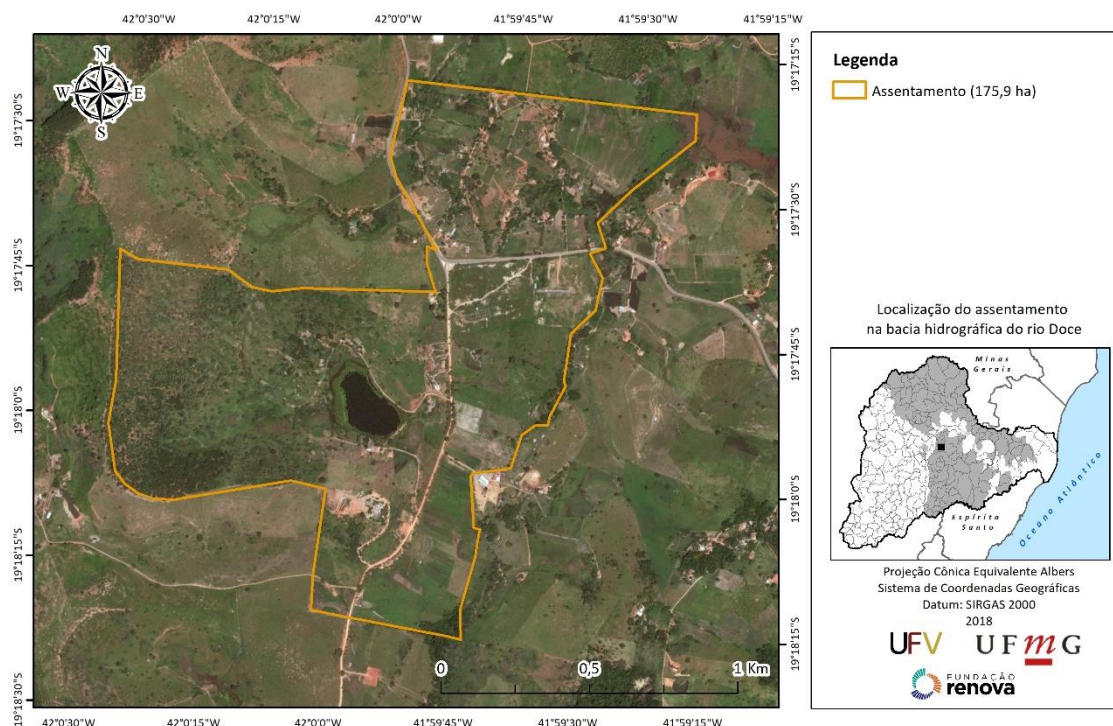 42°0'30"W 42°0'15"W 42°0'0"W 41°59'45"W 41°59'30"W 41°59'15"W
N
W E
S
19°17'30"S
19°17'45"S
19°18'0"S
19°18'15"S
19°18'30"S
19°17'15"S
19°17'30"S
19°17'45"S
19°18'0"S
19°18'15"S
0 0,5 1 Km
42°0'30"W 42°0'15"W 42°0'0"W 41°59'45"W 41°59'30"W 41°59'15"W
Legenda
Assentamento (175,9 ha)
Localização do assentamento
na bacia hidrográfica do rio Doce
Minas
Gerais
Espírito
Santo
Oceano Atlântico
Projeção Cônica Equivalente Albers
Sistema de Coordenadas Geográficas
Datum: SIRGAS 2000
2018
UFV UFmG
FUNDAÇÃO
renova